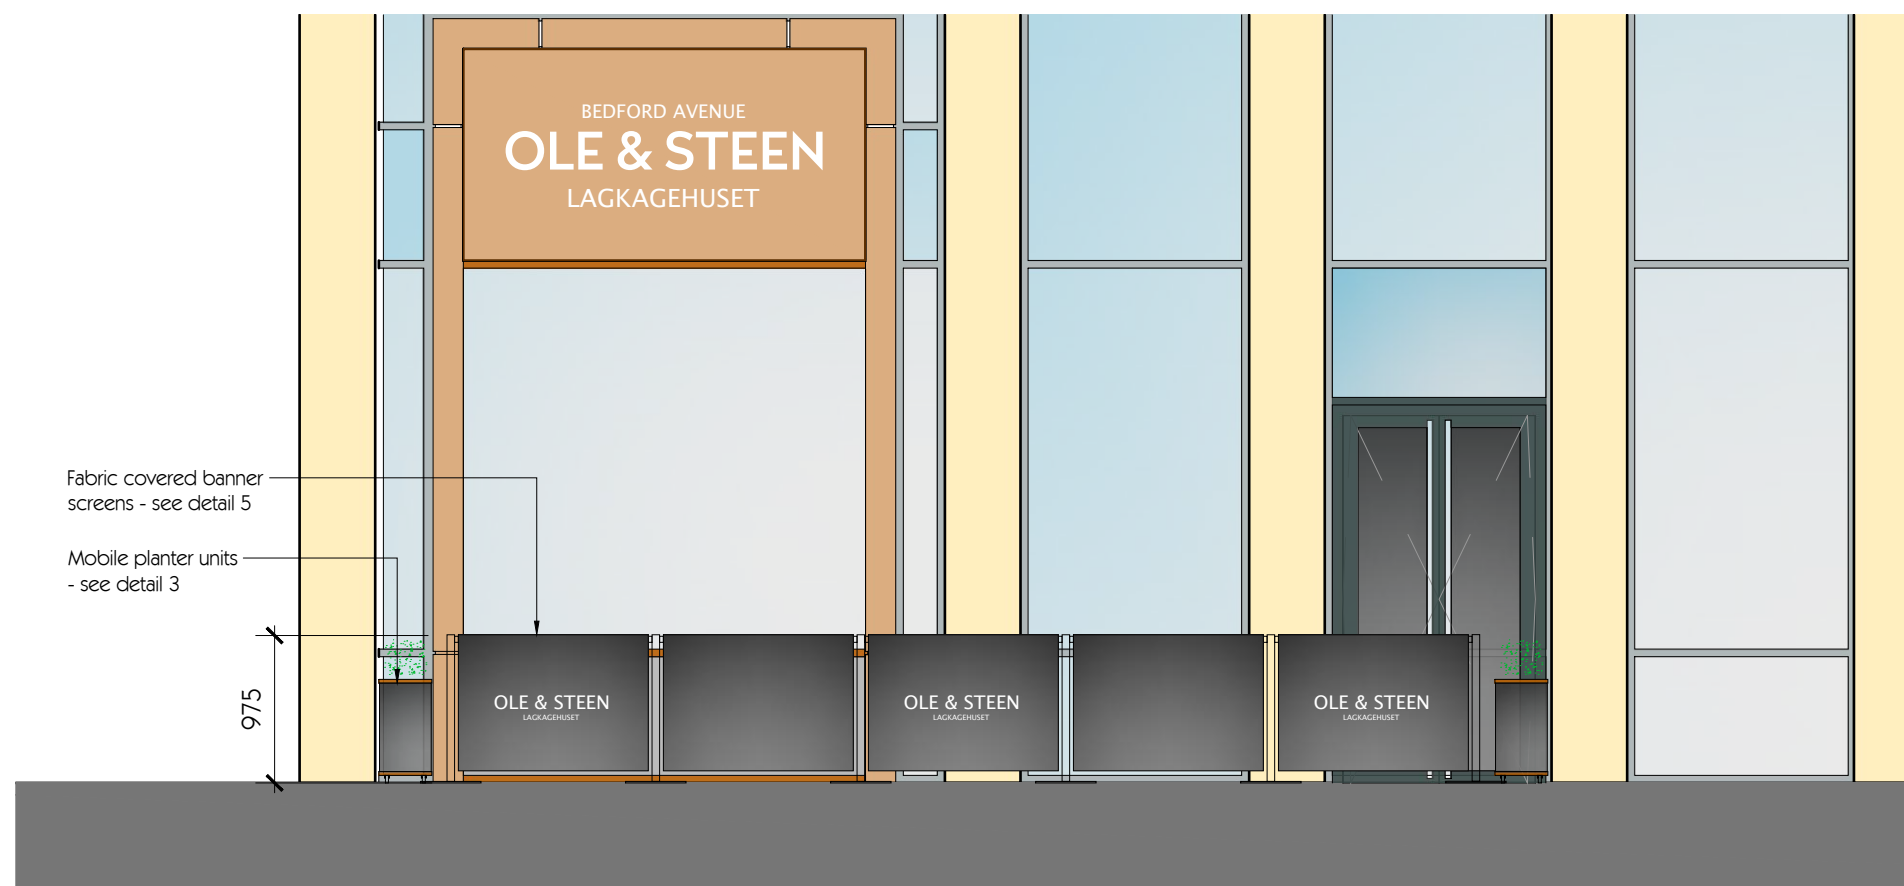 BEDFORD AVENUE
OLE & STEEN
LAGKAGEHUSET
Fabric covered banner
screens - see detail 5
Mobile planter units
- see detail 3
975
OLE & STEEN
LAGKAGEHUSET
OLE & STEEN
LAGKAGEHUSET
OLE & STEEN
LAGKAGEHUSET